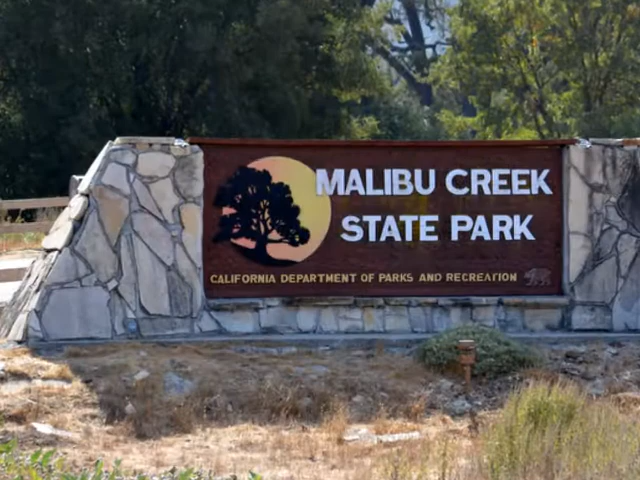 MALIBU CREEK
STATE PARK
CALIFORNIA DEPARTMENT OF PARKS AND RECREATION